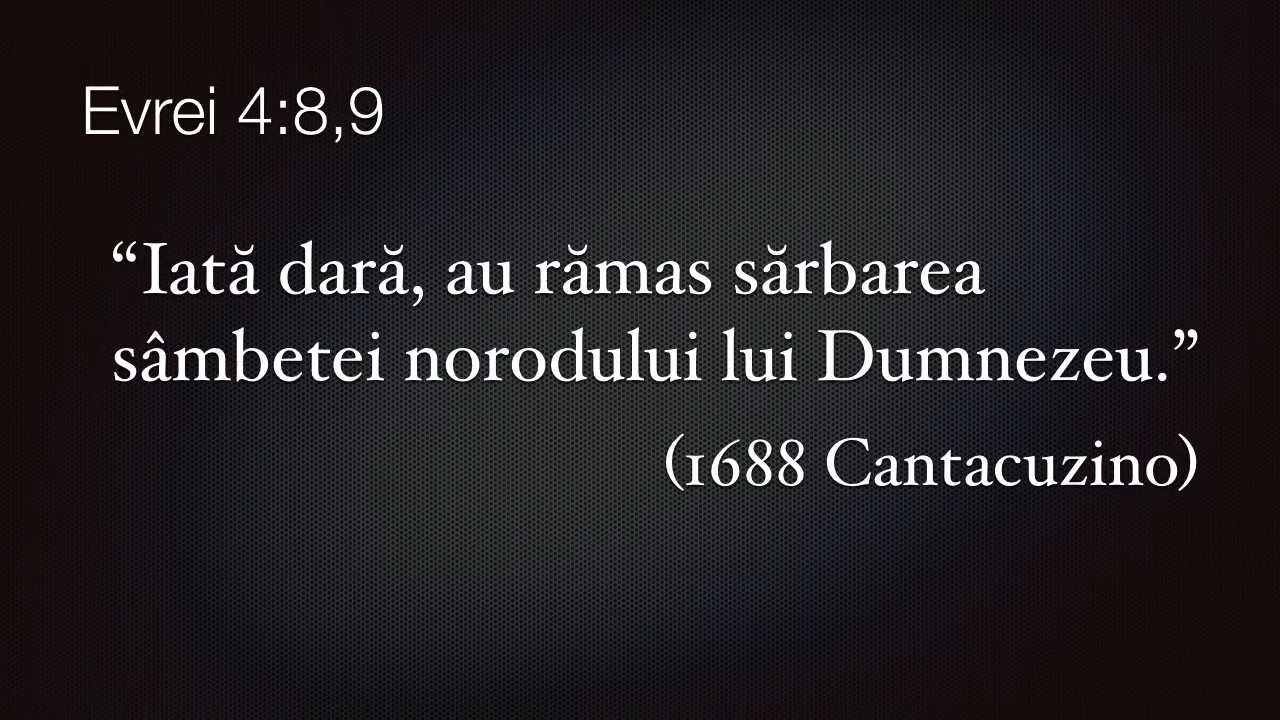 Evrei 4:8,9
“Iată dară, au rămas sărbarea
sâmbetei norodului lui Dumnezeu.”
(1688 Cantacuzino)